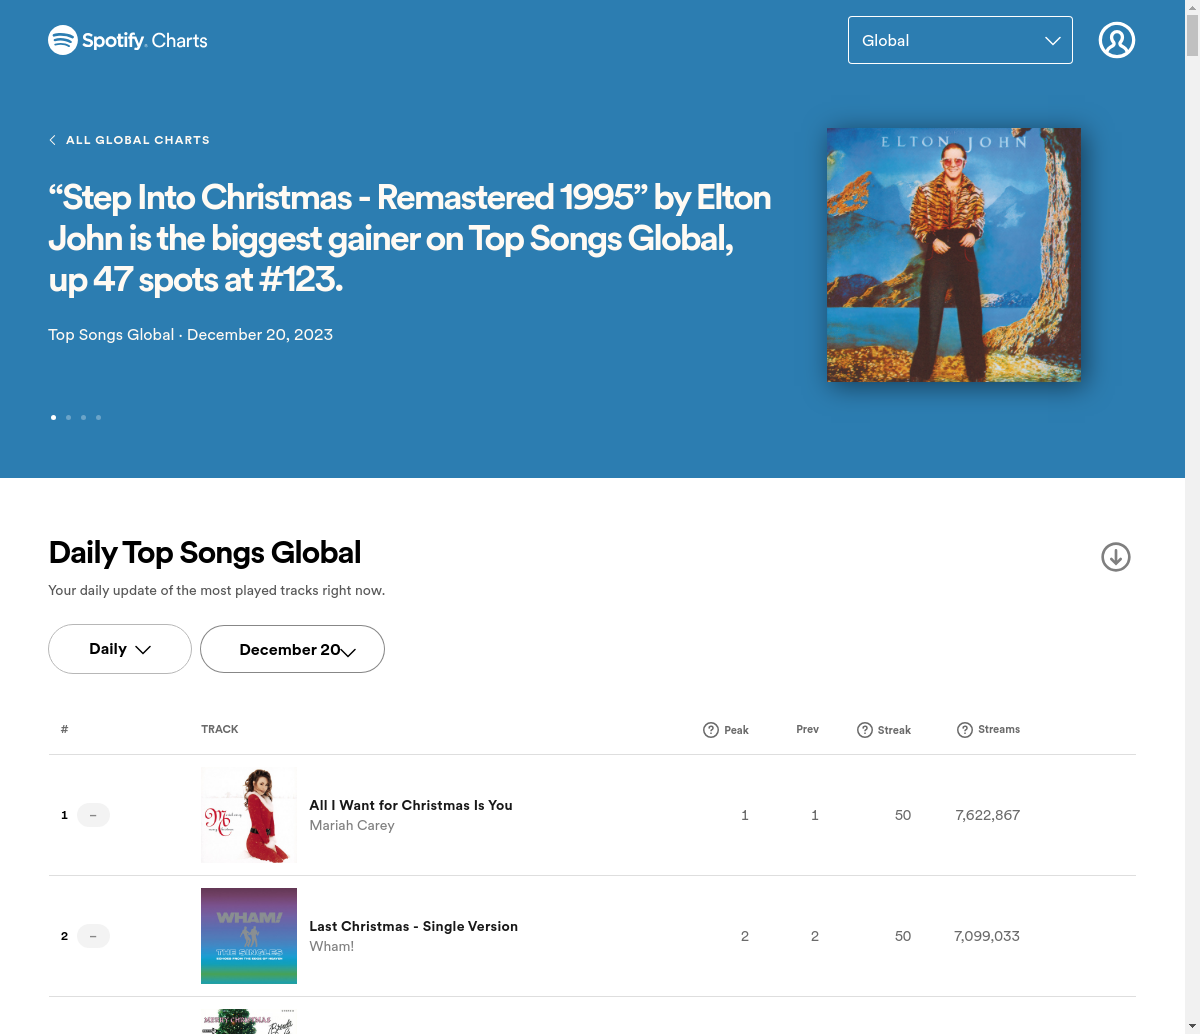 Spotify Charts
Global
ALL GLOBAL CHARTS
ELTON JOHN
“Step Into Christmas - Remastered 1995” by Elton
John is the biggest gainer on Top Songs Global,
up 47 spots at #123.
Top Songs Global · December 20, 2023
Daily Top Songs Global
Your daily update of the most played tracks right now.
Daily
December 20
# TRACK ? Peak Prev ? Streak ? Streams
All I Want for Christmas Is You
1 – 1 1 50 7,622,867
Mariah Carey
WHAM!
THE SINGLES
Last Christmas - Single Version
2 – 2 2 50 7,099,033
Wham!
MERRY CHRISTMAS